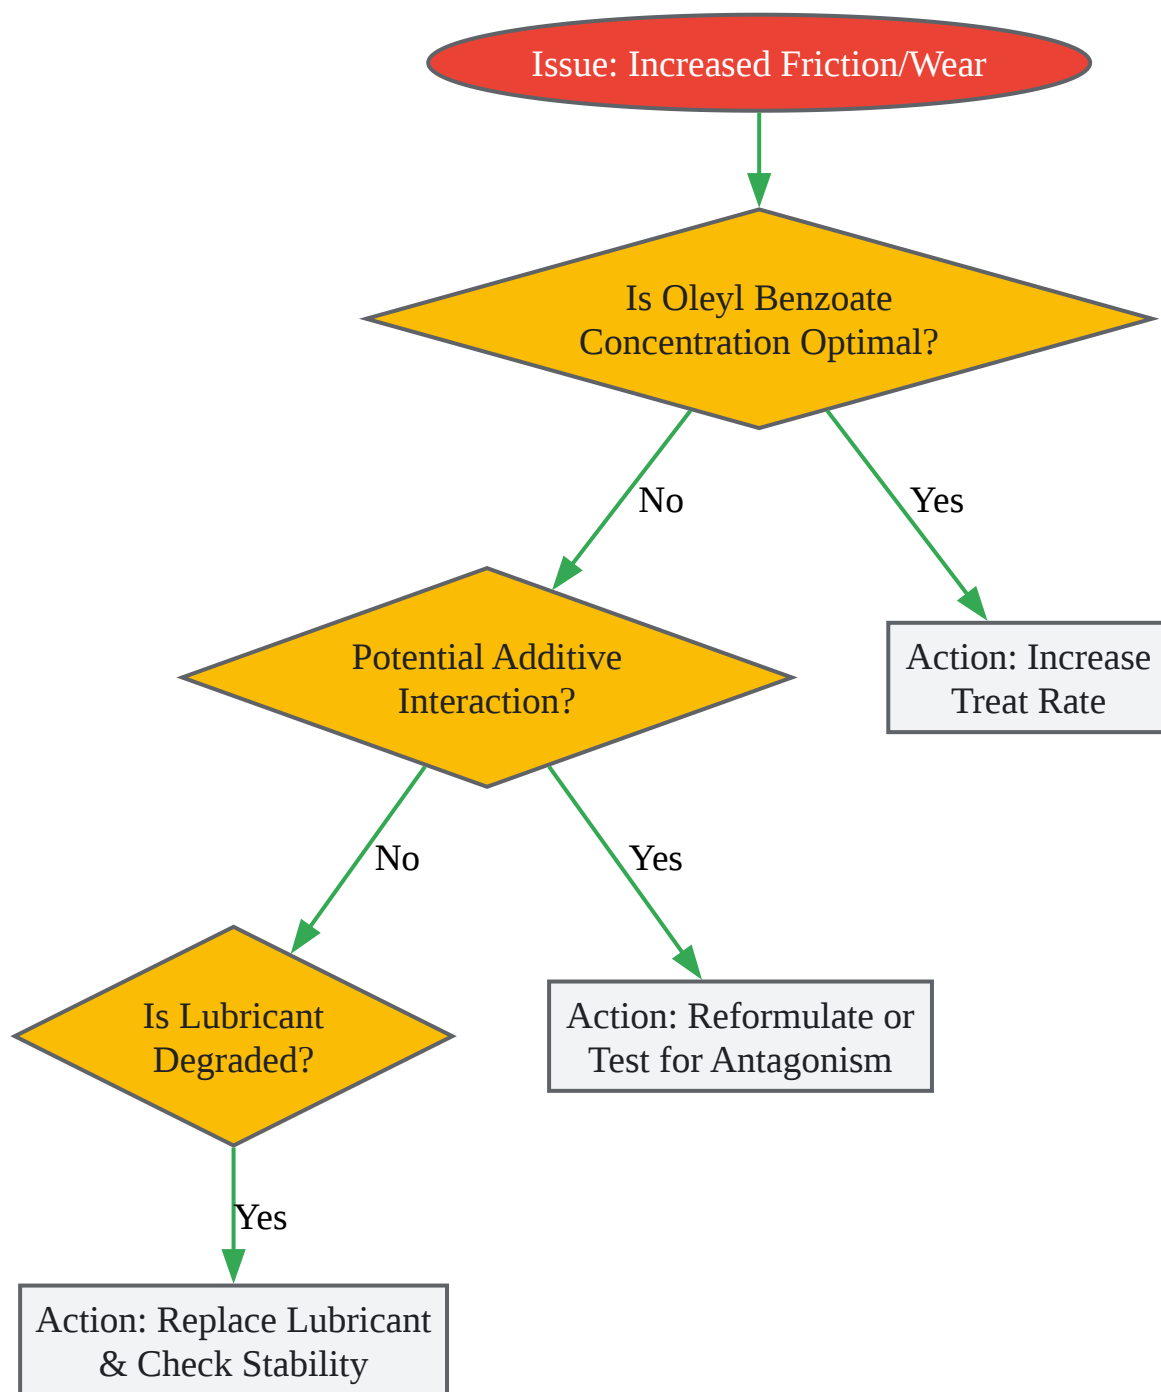 Issue: Increased Friction/Wear
Is Oleyl Benzoate
Concentration Optimal?
No
Yes
Potential Additive
Interaction?
Action: Increase
Treat Rate
No
Yes
Is Lubricant
Degraded?
Action: Reformulate or
Test for Antagonism
Yes
Action: Replace Lubricant
& Check Stability